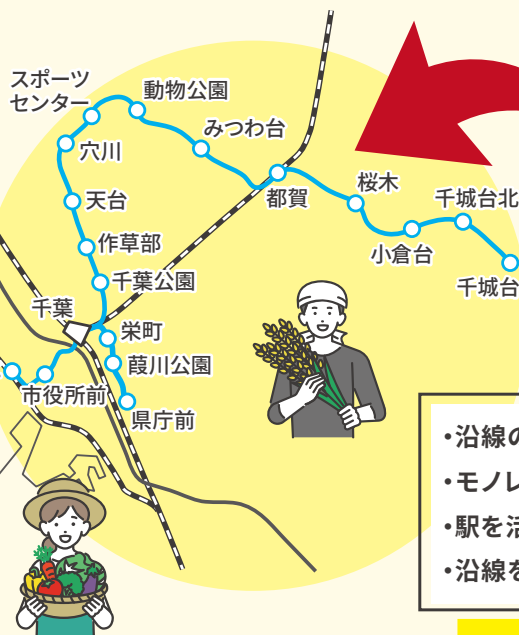 スポーツ
センター
動物公園
みつわ台
穴川
都賀
桜木
千城台北
天台
小倉台
作草部
千城台
千葉公園
千葉
栄町
葭川公園
市役所前
県庁前
・沿線の
・モノレ
・駅を活
・沿線を